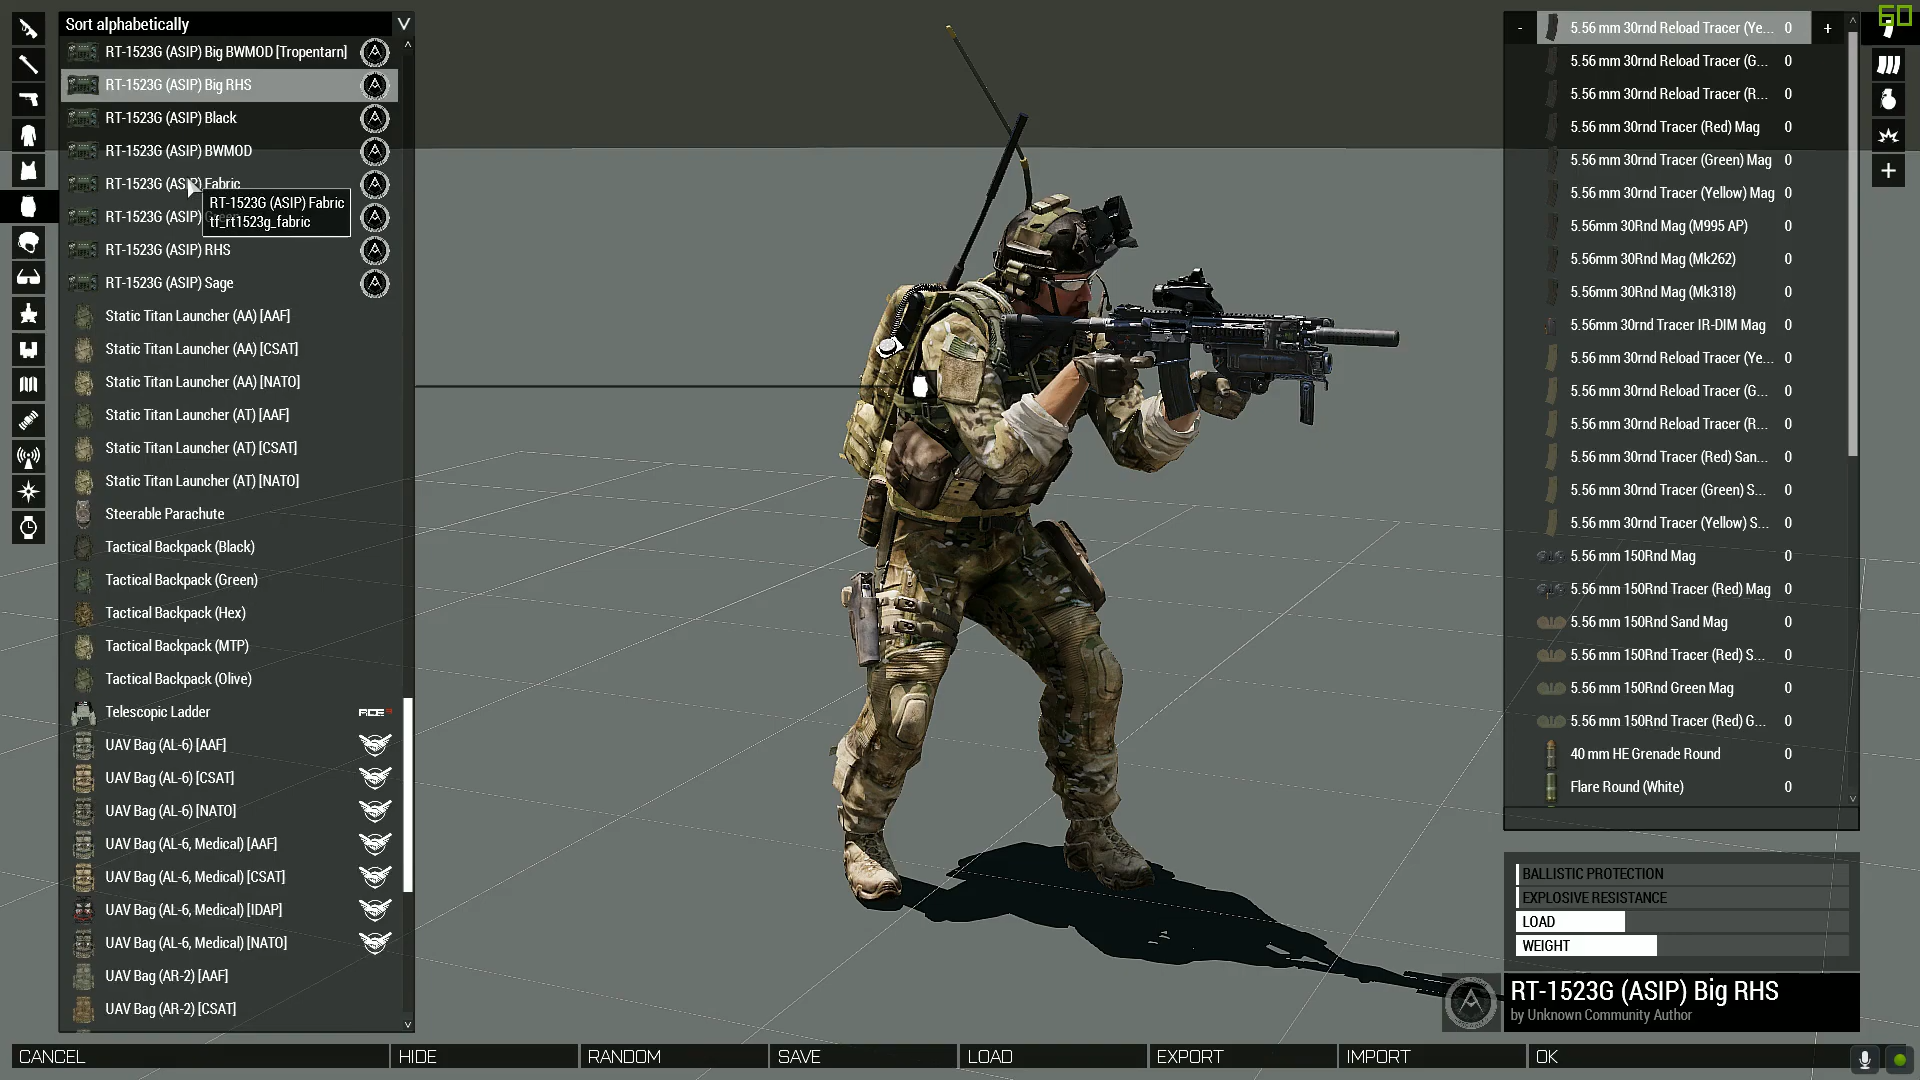 Sort alphabetically
RT-1523G (ASIP) Big BWMOD [Tropentarn]
RT-1523G (ASIP) Big RHS
RT-1523G (ASIP) Black
RT-1523G (ASIP) BWMOD
RT-1523G (ASIP) Fabric
RT-1523G (ASIP) Fabric
tf_rt1523g_fabric
RT-1523G (ASIP)
RT-1523G (ASIP) RHS
RT-1523G (ASIP) Sage
Static Titan Launcher (AA) [AAF]
Static Titan Launcher (AA) [CSAT]
Static Titan Launcher (AA) [NATO]
Static Titan Launcher (AT) [AAF]
Static Titan Launcher (AT) [CSAT]
Static Titan Launcher (AT) [NATO]
Steerable Parachute
Tactical Backpack (Black)
Tactical Backpack (Green)
Tactical Backpack (Hex)
Tactical Backpack (MTP)
Tactical Backpack (Olive)
Telescopic Ladder
UAV Bag (AL-6) [AAF]
UAV Bag (AL-6) [CSAT]
UAV Bag (AL-6) [NATO]
UAV Bag (AL-6, Medical) [AAF]
UAV Bag (AL-6, Medical) [CSAT]
UAV Bag (AL-6, Medical) [IDAP]
UAV Bag (AL-6, Medical) [NATO]
UAV Bag (AR-2) [AAF]
UAV Bag (AR-2) [CSAT]
60
- 5.56 mm 30rnd Reload Tracer (Ye... 0 +
5.56 mm 30rnd Reload Tracer (G... 0
5.56 mm 30rnd Reload Tracer (R... 0
5.56 mm 30rnd Tracer (Red) Mag 0
5.56 mm 30rnd Tracer (Green) Mag 0
5.56 mm 30rnd Tracer (Yellow) Mag 0
5.56mm 30Rnd Mag (M995 AP) 0
5.56mm 30Rnd Mag (Mk262) 0
5.56mm 30Rnd Mag (Mk318) 0
5.56mm 30rnd Tracer IR-DIM Mag 0
5.56 mm 30rnd Reload Tracer (Ye... 0
5.56 mm 30rnd Reload Tracer (G... 0
5.56 mm 30rnd Reload Tracer (R... 0
5.56 mm 30rnd Tracer (Red) San... 0
5.56 mm 30rnd Tracer (Green) S... 0
5.56 mm 30rnd Tracer (Yellow) S... 0
5.56 mm 150Rnd Mag 0
5.56 mm 150Rnd Tracer (Red) Mag 0
5.56 mm 150Rnd Sand Mag 0
5.56 mm 150Rnd Tracer (Red) S... 0
5.56 mm 150Rnd Green Mag 0
5.56 mm 150Rnd Tracer (Red) G... 0
40 mm HE Grenade Round 0
Flare Round (White) 0
BALLISTIC PROTECTION
EXPLOSIVE RESISTANCE
LOAD
WEIGHT
RT-1523G (ASIP) Big RHS
by Unknown Community Author
CANCEL HIDE RANDOM SAVE LOAD EXPORT IMPORT OK